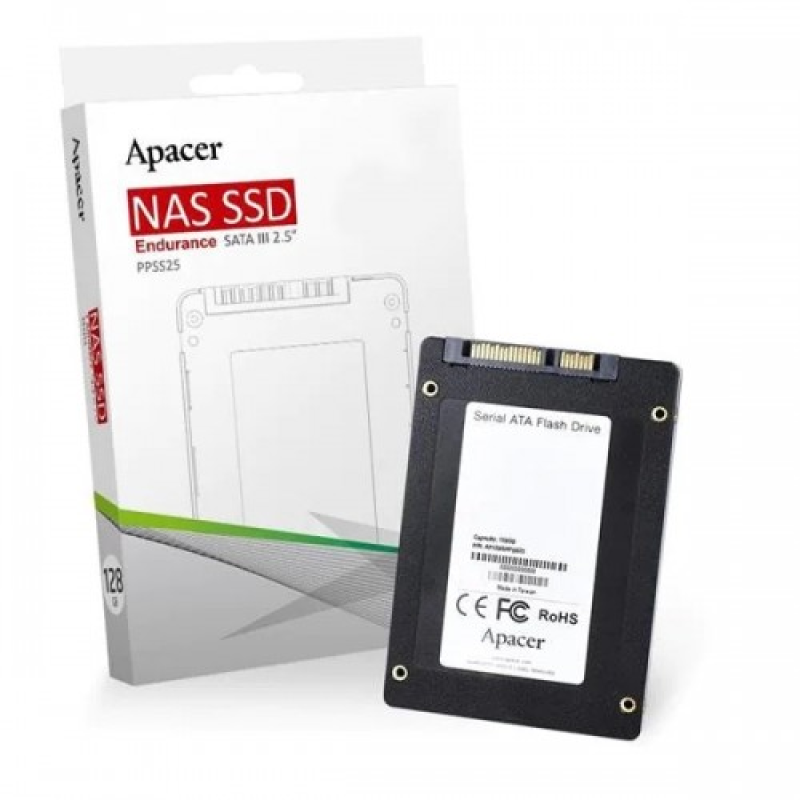 Apacer
NAS SSD
Endurance SATA III 2.5"
PPSS25
Apacer
NAS SSD
128
GB
Serial ATA Flash Drive
Made in Taiwan
CE FC RoHS
Apacer